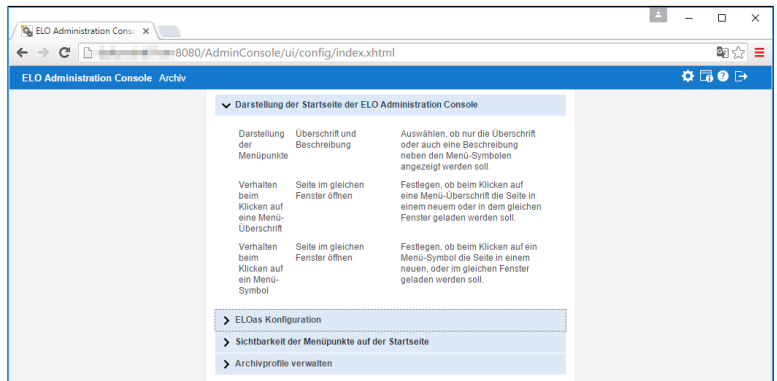 ELO Administration Conso
8080/AdminConsole/ui/config/index.xhtml
ELO Administration Console Archiv
Darstellung der Startseite der ELO Administration Console
Darstellung der Menüpunkte
Überschrift und Beschreibung
Auswählen, ob nur die Überschrift
oder auch eine Beschreibung
neben den Menü-Symbolen
angezeigt werden soll.
Verhalten beim Klicken auf eine Menü-Überschrift
Seite im gleichen Fenster öffnen
Festlegen, ob beim Klicken auf
eine Menü-Überschrift die Seite in
einem neuem oder in dem gleichen
Fenster geladen werden soll.
Verhalten beim Klicken auf ein Menü-Symbol
Seite im gleichen Fenster öffnen
Festlegen, ob beim Klicken auf ein
Menü-Symbol die Seite in einem
neuen, oder im gleichen Fenster
geladen werden soll.
ELOas Konfiguration
Sichtbarkeit der Menüpunkte auf der Startseite
Archivprofile verwalten